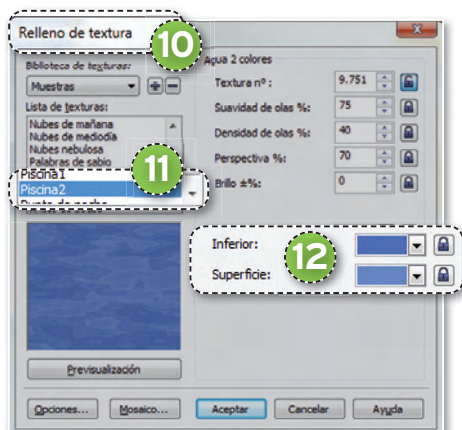 Relleno de textura
10
Biblioteca de texturas:
Muestras
Lista de texturas:
Nubes de mañana
Nubes de mediodía
Nubes nebulosa
Palabras de sabio
Piscina1
Piscina2
11
Previsualización
Agua 2 colores
Textura nº :
9.751
Suavidad de olas %:
75
Densidad de olas %:
40
Perspectiva %:
70
Brillo ±%:
0
Inferior:
12
Superficie:
Opciones...
Mosaico...
Aceptar
Cancelar
Ayuda